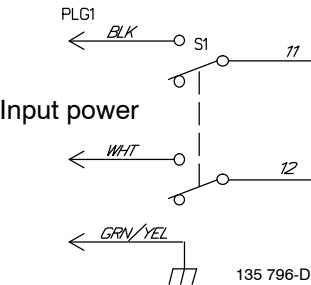 PLG1
BLK
S1
11
Input power
WHT
12
GRN/YEL
135 796-D